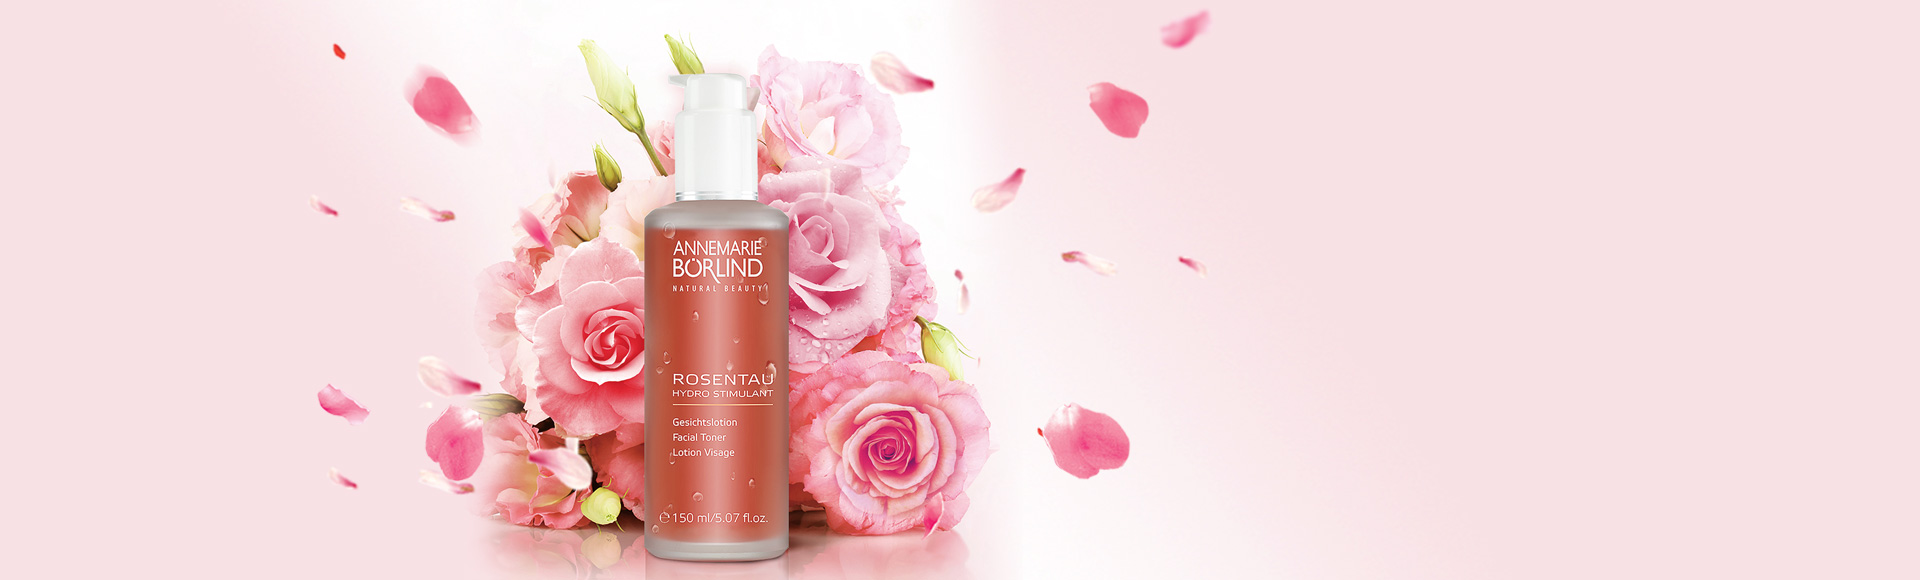 ANNEMARIE
BÖRLIND
NATURAL BEAUTY
ROSENTAU
HYDRO STIMULANT
Gesichtslotion
Facial Toner
Lotion Visage
℮ 150 ml/5.07 fl.oz.